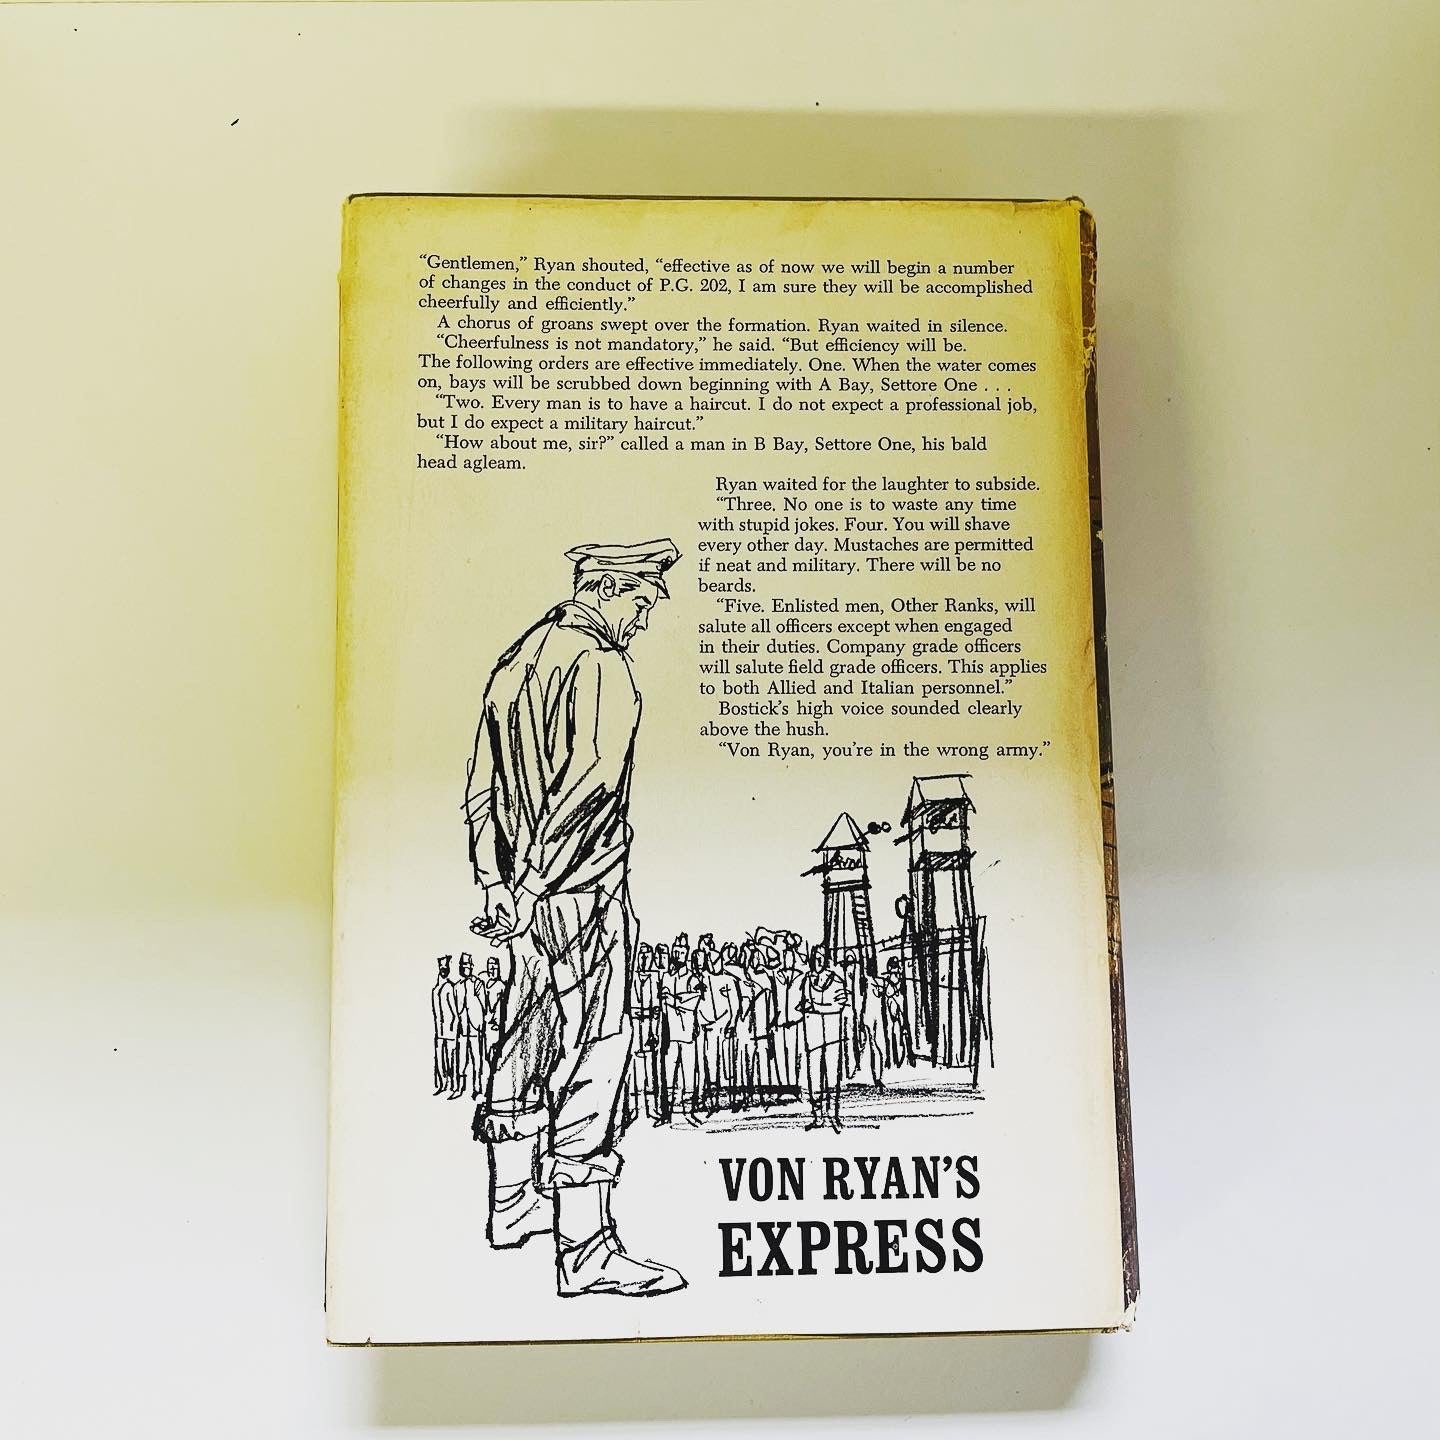 “Gentlemen,” Ryan shouted, “effective as of now we will begin a number
of changes in the conduct of P.G. 202, I am sure they will be accomplished
cheerfully and efficiently.”
A chorus of groans swept over the formation. Ryan waited in silence.
“Cheerfulness is not mandatory,” he said. “But efficiency will be.
The following orders are effective immediately. One. When the water comes
on, bays will be scrubbed down beginning with A Bay, Settore One . . .
“Two. Every man is to have a haircut. I do not expect a professional job,
but I do expect a military haircut.”
“How about me, sir?” called a man in B Bay, Settore One, his bald
head agleam.
Ryan waited for the laughter to subside.
“Three. No one is to waste any time
with stupid jokes. Four. You will shave
every other day. Mustaches are permitted
if neat and military. There will be no
beards.
“Five. Enlisted men, Other Ranks, will
salute all officers except when engaged
in their duties. Company grade officers
will salute field grade officers. This applies
to both Allied and Italian personnel.”
Bostick’s high voice sounded clearly
above the hush.
“Von Ryan, you’re in the wrong army.”
VON RYAN’S
EXPRESS